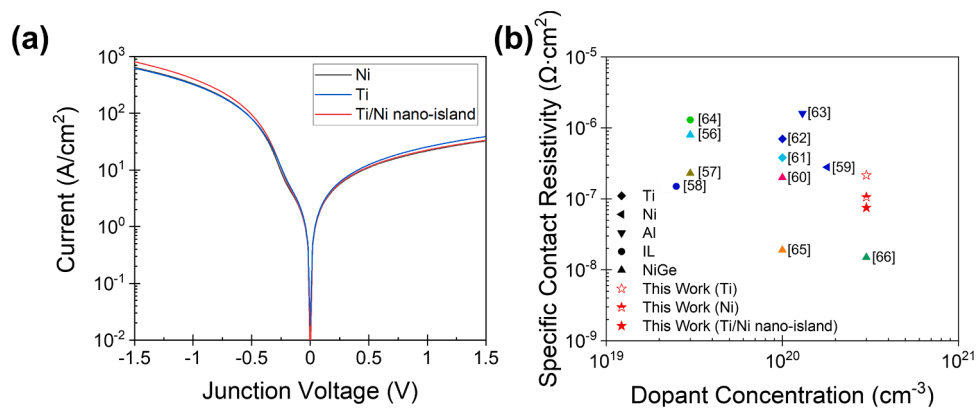 (a)
Current (A/cm²)
10³
10²
10¹
10⁰
10⁻¹
10⁻²
-1.5
-1.0
-0.5
0
0.5
1
1.5
Junction Voltage (V)
Ni
Ti
Ti/Ni nano-island
(b)
Specific Contact Resistivity (Ω·cm²)
10⁻⁵
10⁻⁶
10⁻⁷
10⁻⁸
10⁻⁹
10¹⁹
10²⁰
10²¹
Dopant Concentration (cm⁻³)
[64]
[56]
[57]
[58]
[63]
[62]
[61]
[60]
[59]
[65]
[66]
Ti
Ni
Al
IL
NiGe
This Work (Ti)
This Work (Ni)
This Work (Ti/Ni nano-island)